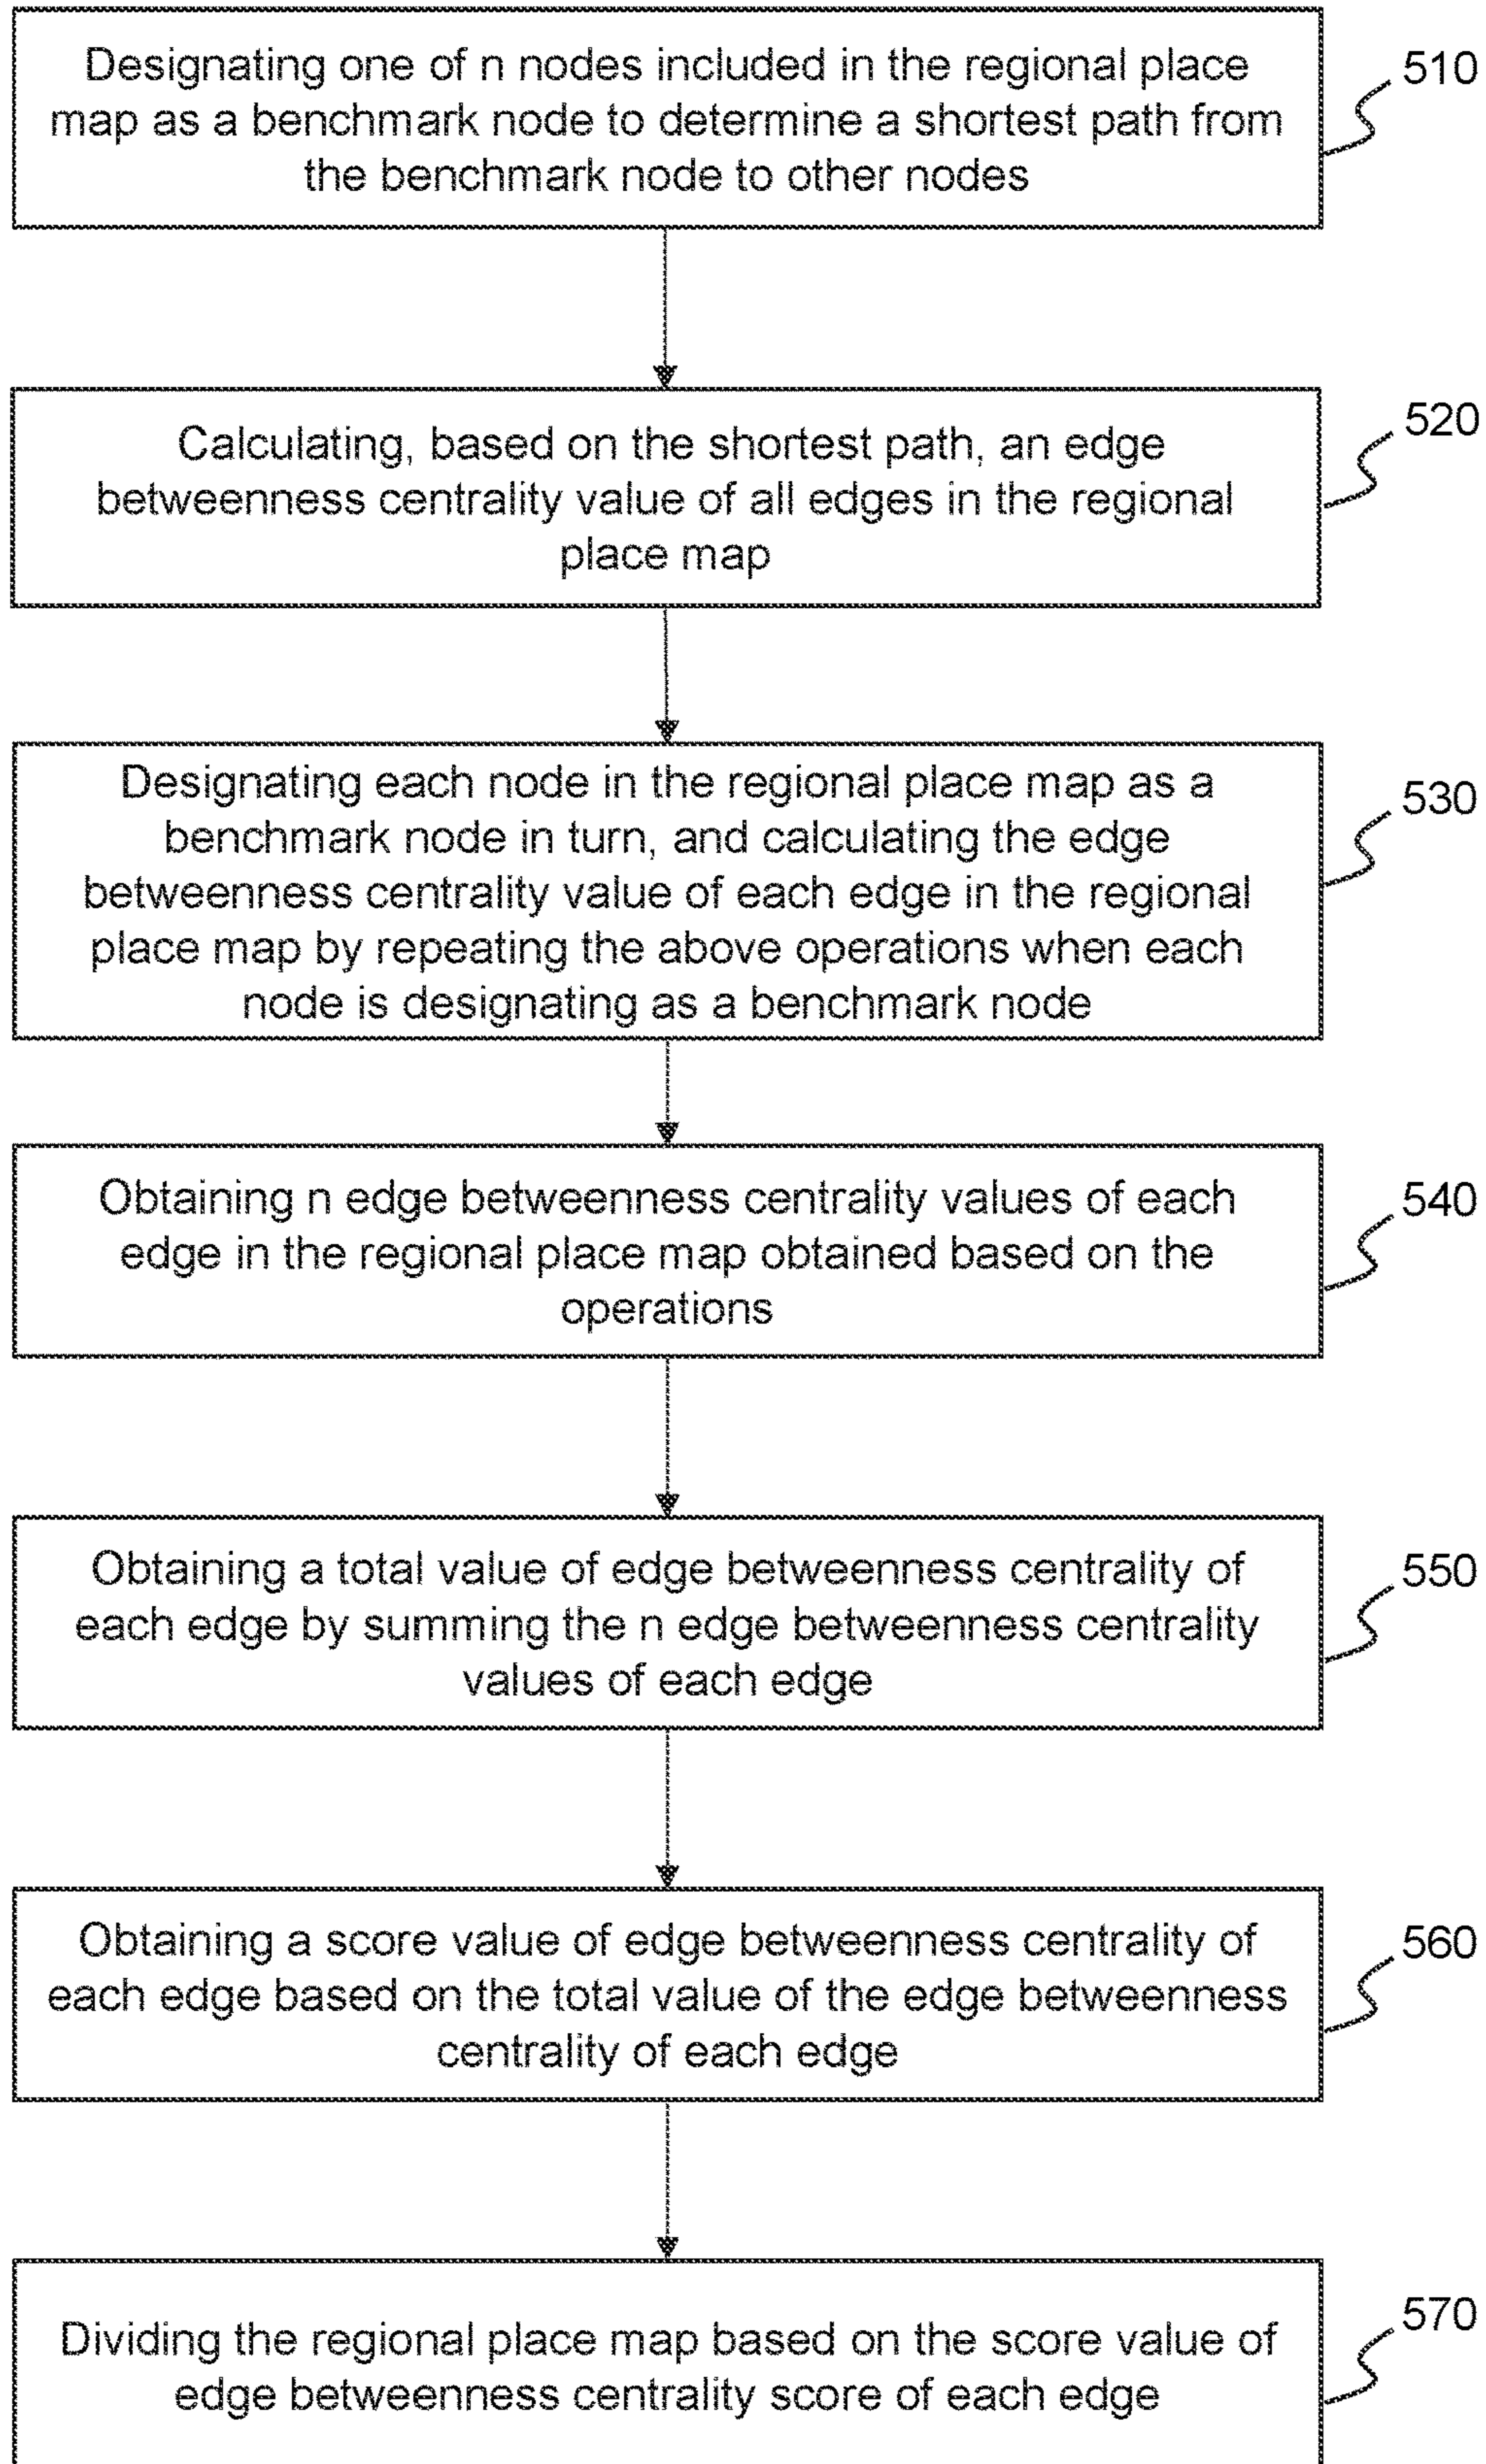 Designating one of n nodes included in the regional place
map as a benchmark node to determine a shortest path from
the benchmark node to other nodes
510
Calculating, based on the shortest path, an edge
betweenness centrality value of all edges in the regional
place map
520
Designating each node in the regional place map as a
benchmark node in turn, and calculating the edge
betweenness centrality value of each edge in the regional
place map by repeating the above operations when each
node is designating as a benchmark node
530
Obtaining n edge betweenness centrality values of each
edge in the regional place map obtained based on the
operations
540
Obtaining a total value of edge betweenness centrality of
each edge by summing the n edge betweenness centrality
values of each edge
550
Obtaining a score value of edge betweenness centrality of
each edge based on the total value of the edge betweenness
centrality of each edge
560
Dividing the regional place map based on the score value of
edge betweenness centrality score of each edge
570